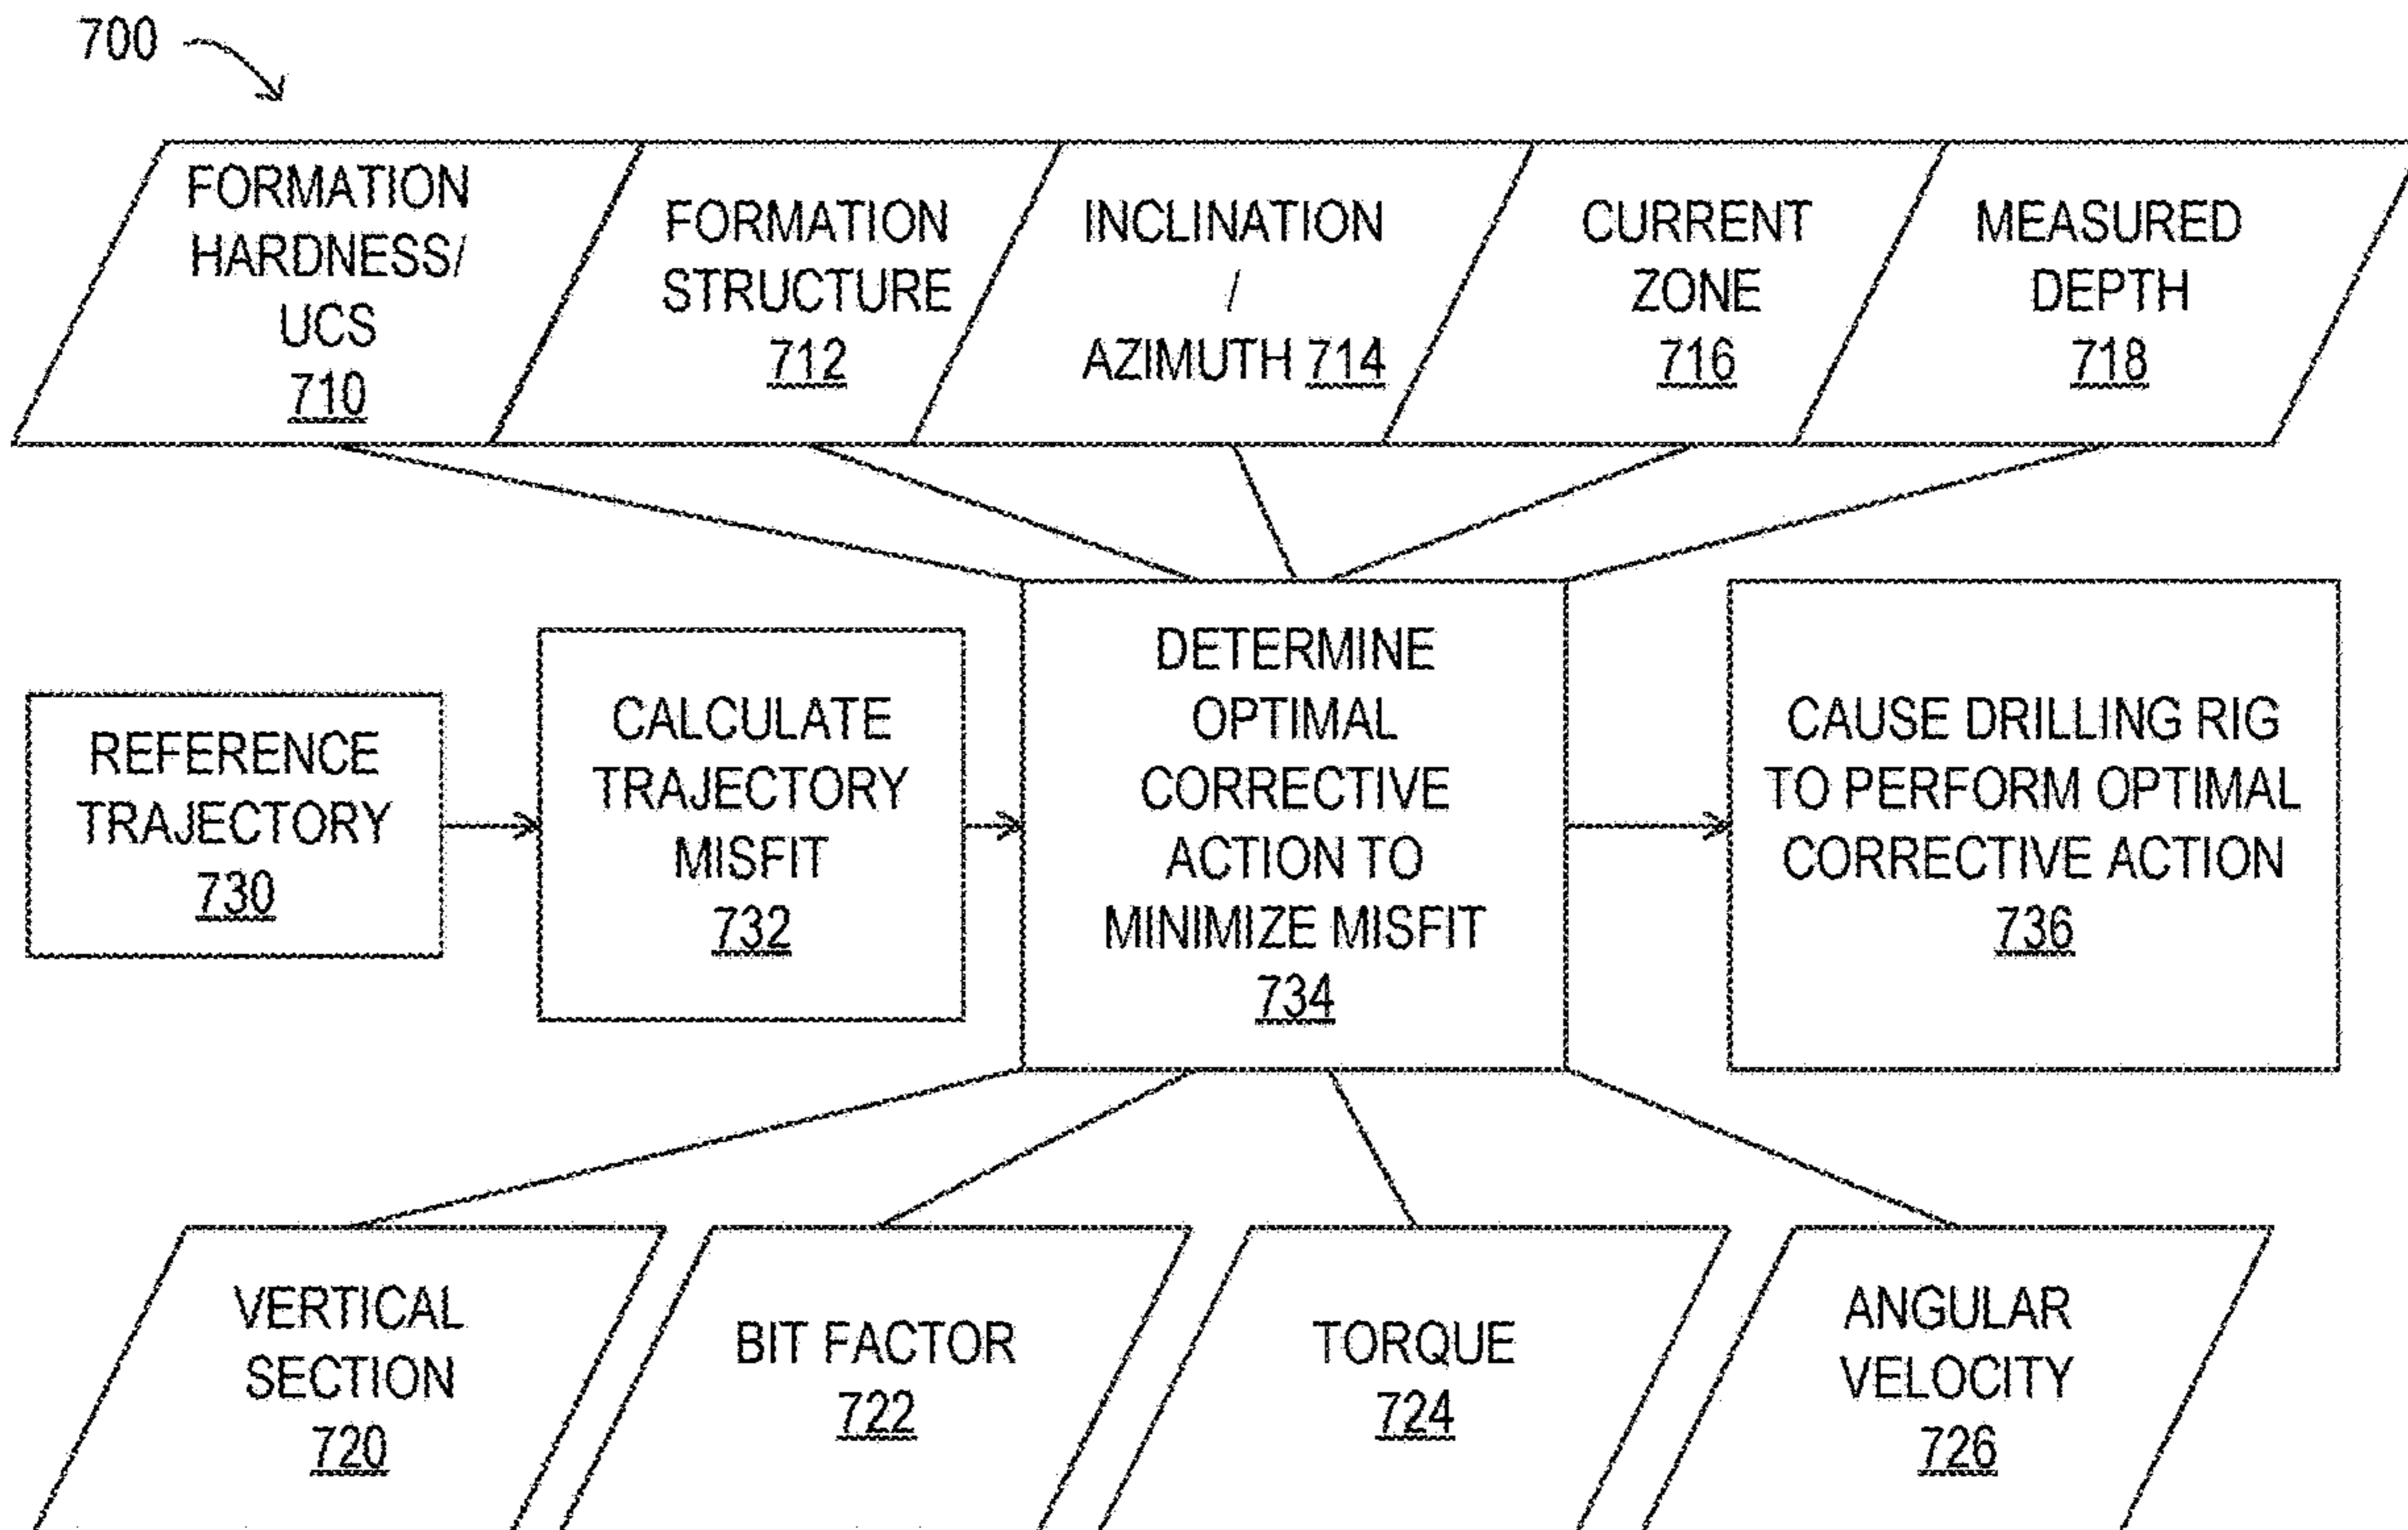 700
FORMATION
HARDNESS/
UCS
710
FORMATION
STRUCTURE
712
INCLINATION
/
AZIMUTH 714
CURRENT
ZONE
716
MEASURED
DEPTH
718
REFERENCE
TRAJECTORY
730
CALCULATE
TRAJECTORY
MISFIT
732
DETERMINE
OPTIMAL
CORRECTIVE
ACTION TO
MINIMIZE MISFIT
734
CAUSE DRILLING RIG
TO PERFORM OPTIMAL
CORRECTIVE ACTION
736
VERTICAL
SECTION
720
BIT FACTOR
722
TORQUE
724
ANGULAR
VELOCITY
726